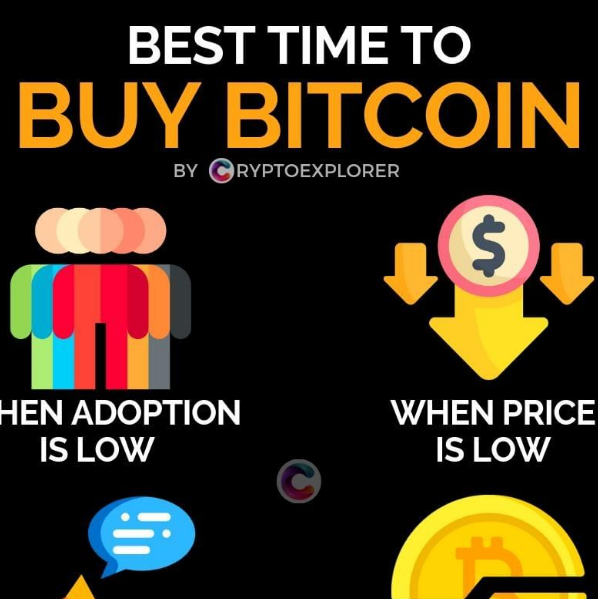 BEST TIME TO
BUY BITCOIN
BY CRYPTOEXPLORER
HEN ADOPTION
IS LOW
WHEN PRICE
IS LOW